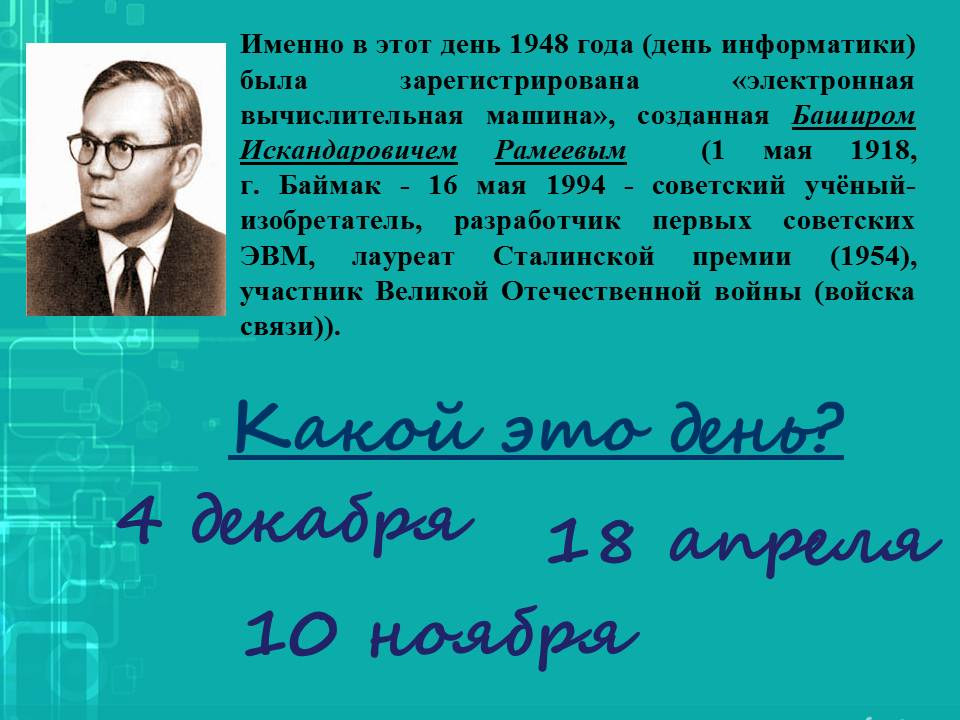 Именно в этот день 1948 года (день информатики)
была зарегистрирована «электронная
вычислительная машина», созданная Баширом
Искандаровичем Рамеевым (1 мая 1918,
г. Баймак - 16 мая 1994 - советский учёный-
изобретатель, разработчик первых советских
ЭВМ, лауреат Сталинской премии (1954),
участник Великой Отечественной войны (войска
связи)).
Какой это день?
4 декабря
18 апреля
10 ноября